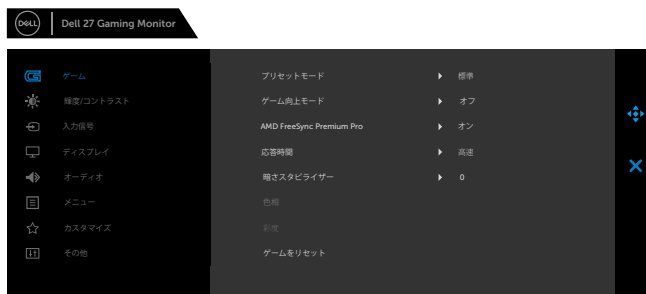 DELL
Dell 27 Gaming Monitor
ゲーム
プリセットモード
標準
輝度/コントラスト
ゲーム向上モード
オフ
入力信号
AMD FreeSync Premium Pro
オン
ディスプレイ
応答時間
高速
オーディオ
暗さスタビライザー
0
メニュー
色相
カスタマイズ
彩度
その他
ゲームをリセット